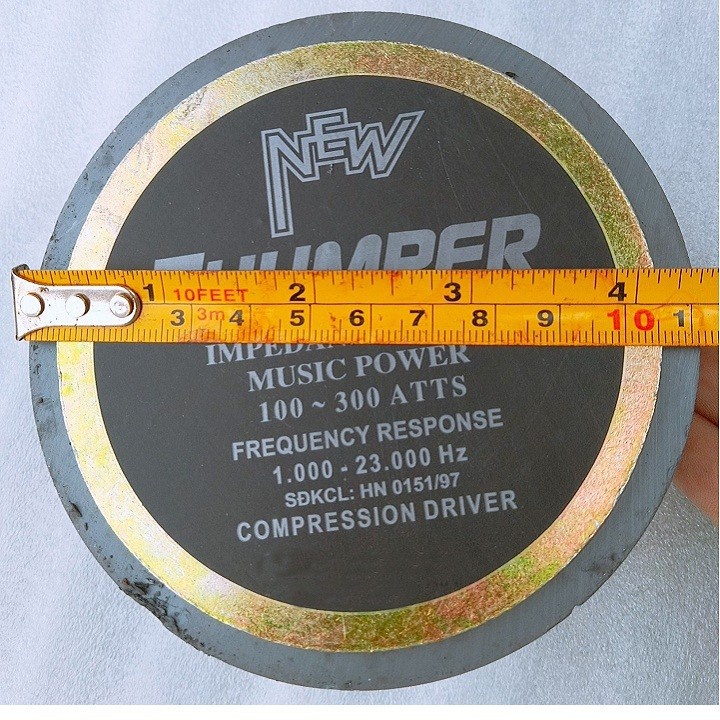 NEW
THUMPER
1 10FEET 2 3 4
3 3m 4 5 6 7 8 9 10 1
MUSIC POWER
100 ~ 300 ATTS
FREQUENCY RESPONSE
1.000 - 23.000 Hz
SĐKCL: HN 0151/97
COMPRESSION DRIVER